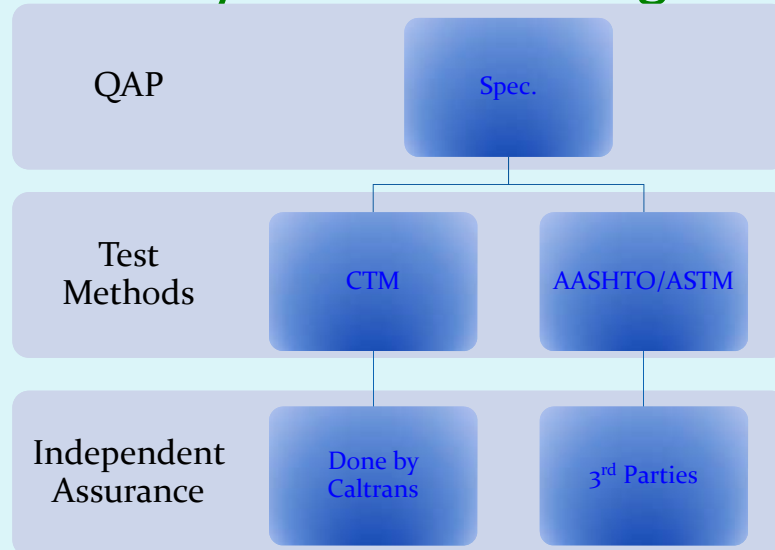 QAP
Spec.
Test
Methods
CTM
AASHTO/ASTM
Independent
Assurance
Done by
Caltrans
3rd Parties